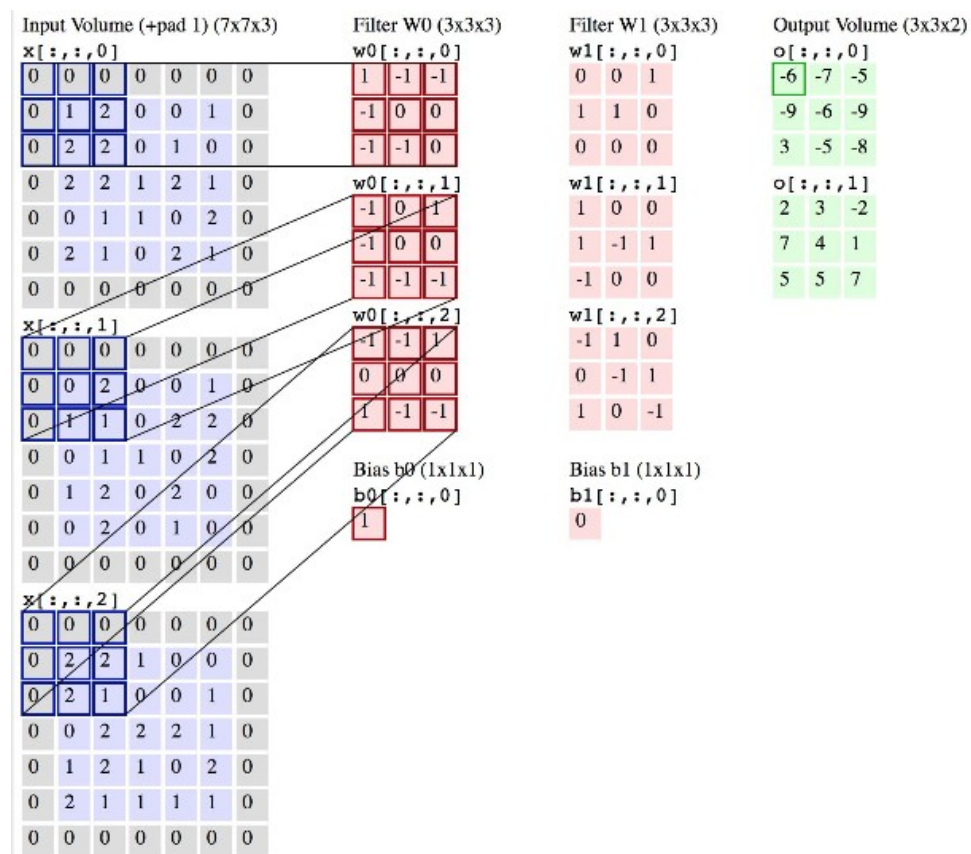 Input Volume (+pad 1) (7x7x3)
x[:,:,0]
0 0 0 0 0 0 0
0 1 2 0 0 1 0
0 2 2 0 1 0 0
0 2 2 1 2 1 0
0 0 1 1 0 2 0
0 2 1 0 2 1 0
0 0 0 0 0 0 0
x[:,:,1]
0 0 0 0 0 0 0
0 0 2 0 0 1 0
0 1 1 0 2 2 0
0 0 1 1 0 2 0
0 1 2 0 2 0 0
0 0 2 0 1 0 0
0 0 0 0 0 0 0
x[:,:,2]
0 0 0 0 0 0 0
0 2 2 1 0 0 0
0 2 1 0 0 1 0
0 0 2 2 2 1 0
0 1 2 1 0 2 0
0 2 1 1 1 1 0
0 0 0 0 0 0 0
Filter W0 (3x3x3)
w0[:,:,0]
1 -1 -1
-1 0 0
-1 -1 0
w0[:,:,1]
-1 0 1
-1 0 0
-1 -1 -1
w0[:,:,2]
-1 -1 1
0 0 0
1 -1 -1
Bias b0 (1x1x1)
b0[:,:,0]
1
Filter W1 (3x3x3)
w1[:,:,0]
0 0 1
1 1 0
0 0 0
w1[:,:,1]
1 0 0
1 -1 1
-1 0 0
w1[:,:,2]
-1 1 0
0 -1 1
1 0 -1
Bias b1 (1x1x1)
b1[:,:,0]
0
Output Volume (3x3x2)
o[:,:,0]
-6 -7 -5
-9 -6 -9
3 -5 -8
o[:,:,1]
2 3 -2
7 4 1
5 5 7